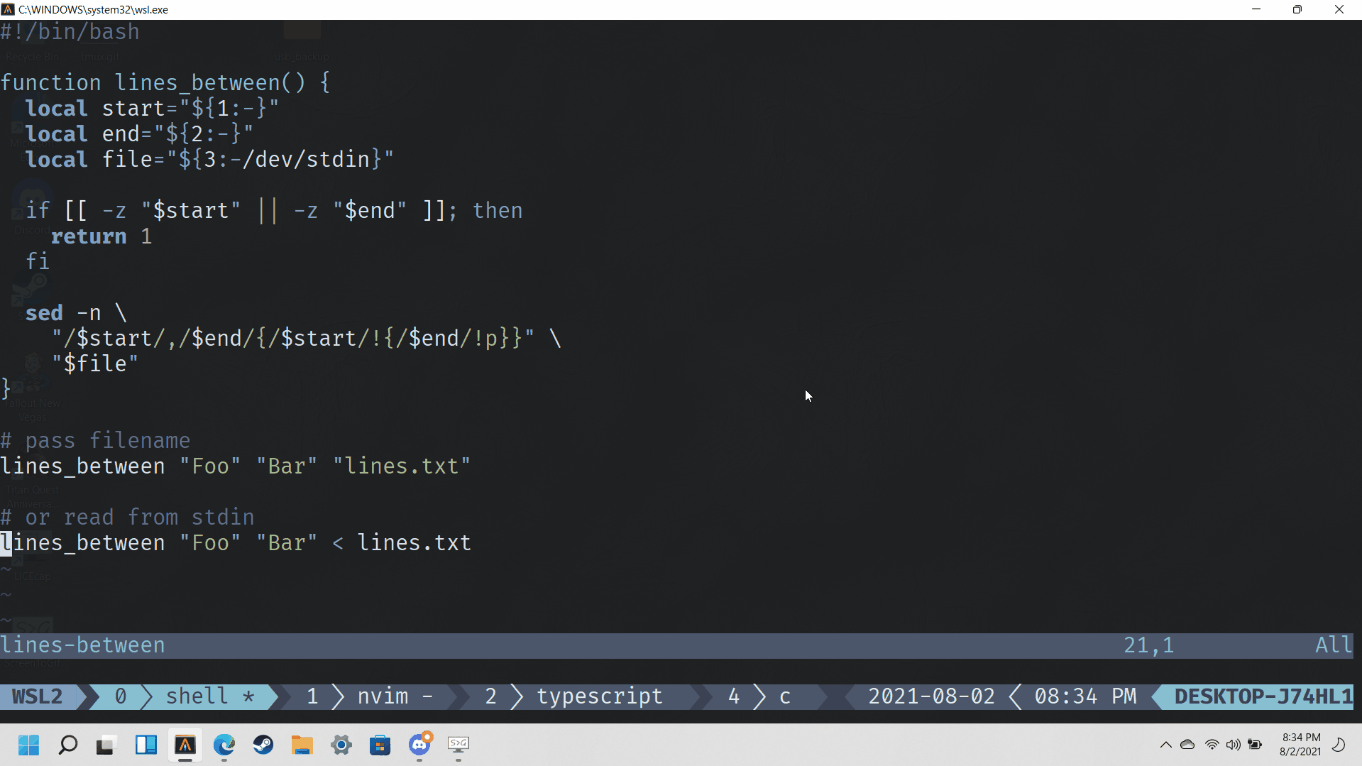 C:\WINDOWS\system32\wsl.exe
#!/bin/bash
function lines_between() {
local start="${1:-}"
local end="${2:-}"
local file="${3:-/dev/stdin}"
if [[ -z "$start" || -z "$end" ]]; then
return 1
fi
sed -n \
"/$start/,/$end/{/$start/!{/$end/!p}}" \
"$file"
}
# pass filename
lines_between "Foo" "Bar" "lines.txt"
# or read from stdin
lines_between "Foo" "Bar" < lines.txt
~
~
~
lines-between 21,1 All
WSL2 0 shell * 1 nvim - 2 typescript 4 c 2021-08-02 08:34 PM DESKTOP-J74HL1
8:34 PM
8/2/2021